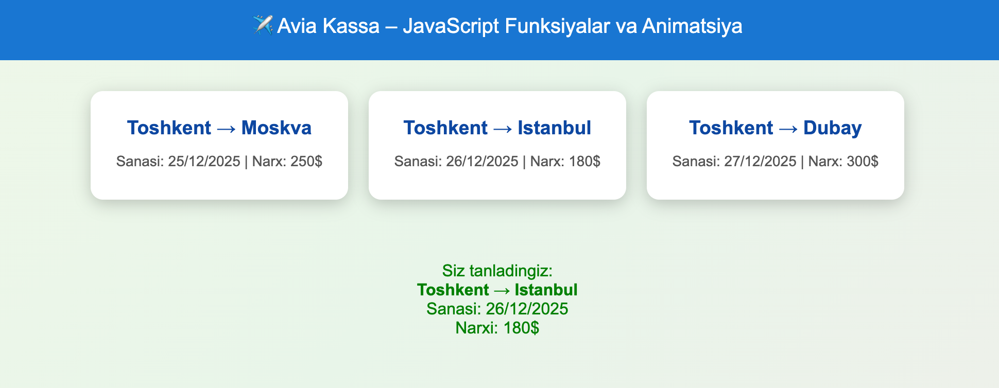 ✈️ Avia Kassa – JavaScript Funksiyalar va Animatsiya
Toshkent → Moskva
Sanasi: 25/12/2025 | Narx: 250$
Toshkent → Istanbul
Sanasi: 26/12/2025 | Narx: 180$
Toshkent → Dubay
Sanasi: 27/12/2025 | Narx: 300$
Siz tanladingiz:
Toshkent → Istanbul
Sanasi: 26/12/2025
Narxi: 180$